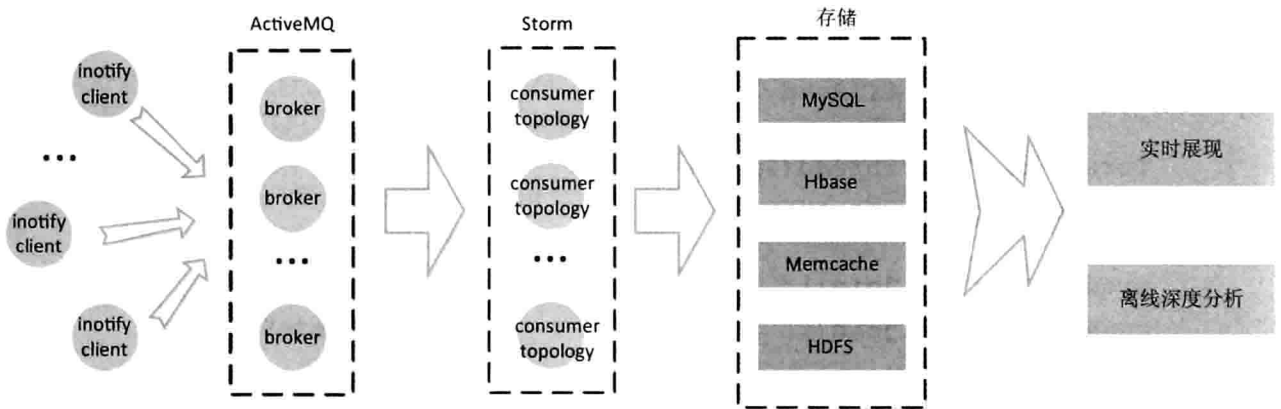 ActiveMQ
Storm
存储
inotify
client
...
inotify
client
inotify
client
broker
broker
...
broker
consumer
topology
consumer
topology
...
consumer
topology
MySQL
Hbase
Memcache
HDFS
实时展现
离线深度分析